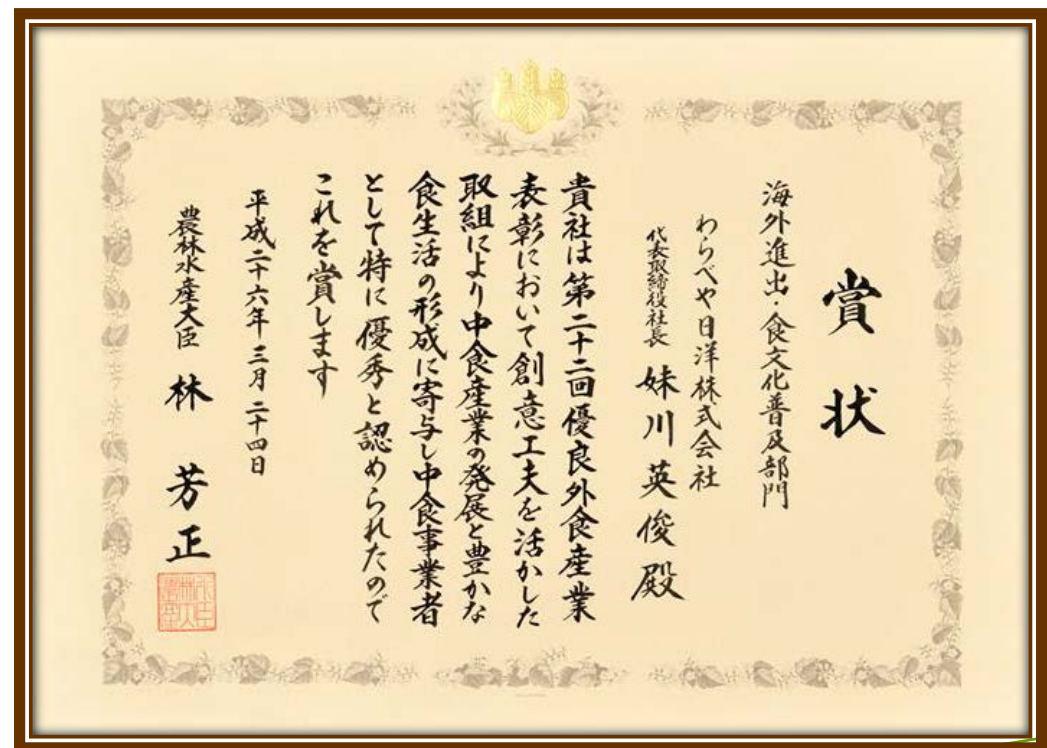 賞状
海外進出・食文化普及部門
わらべや日洋株式会社
代表取締役社長 妹川英俊殿
貴社は第二十二回優良外食産業
表彰において創意工夫を活かした
取組により中食産業の発展と豊かな
食生活の形成に寄与し中食事業者
として特に優秀と認められたので
これを賞します
平成二十六年三月二十四日
農林水産大臣 林 芳正